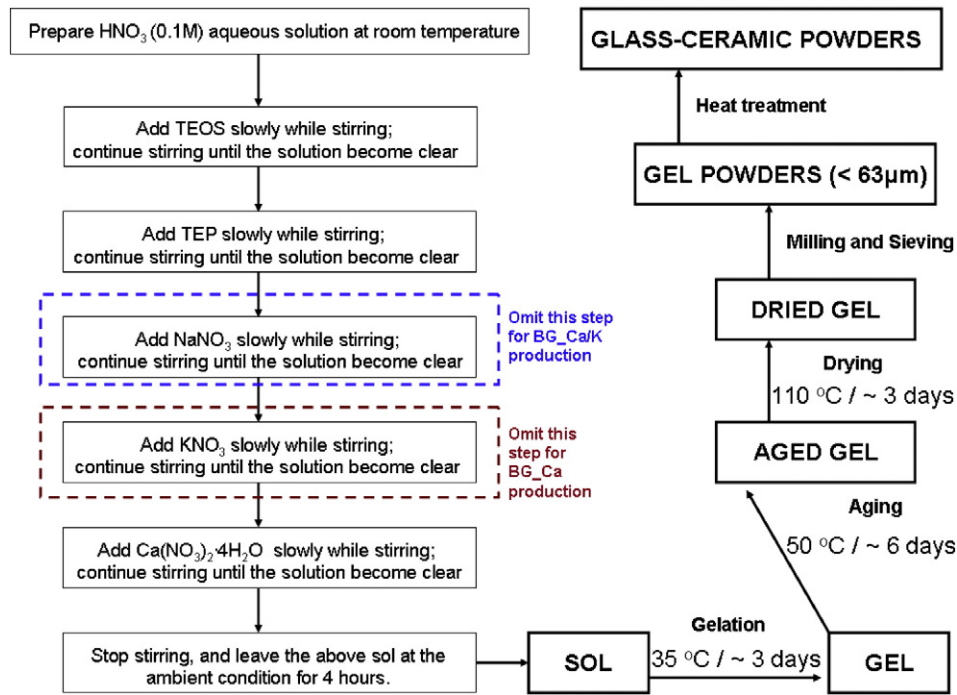 Prepare HNO₃ (0.1M) aqueous solution at room temperature
Add TEOS slowly while stirring;
continue stirring until the solution become clear
Add TEP slowly while stirring;
continue stirring until the solution become clear
Add NaNO₃ slowly while stirring;
continue stirring until the solution become clear
Omit this step
for BG_Ca/K
production
Add KNO₃ slowly while stirring;
continue stirring until the solution become clear
Omit this
step for
BG_Ca
production
Add Ca(NO₃)₂·4H₂O slowly while stirring;
continue stirring until the solution become clear
Stop stirring, and leave the above sol at the
ambient condition for 4 hours.
SOL
Gelation
35 °C / ~ 3 days
GEL
Aging
50 °C / ~ 6 days
AGED GEL
Drying
110 °C / ~ 3 days
DRIED GEL
Milling and Sieving
GEL POWDERS (< 63μm)
Heat treatment
GLASS-CERAMIC POWDERS